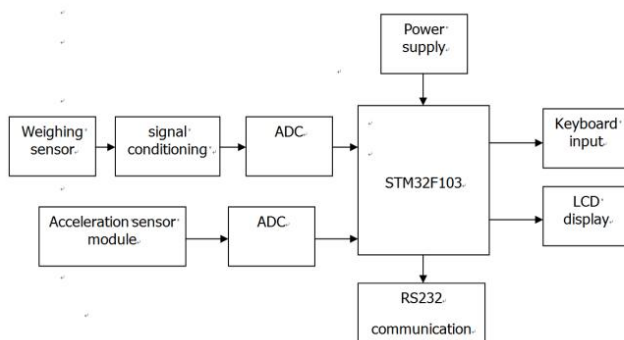 Power
supply
Weighing
sensor
signal
conditioning
ADC
STM32F103
Keyboard
input
Acceleration sensor
module
ADC
LCD
display
RS232
communication